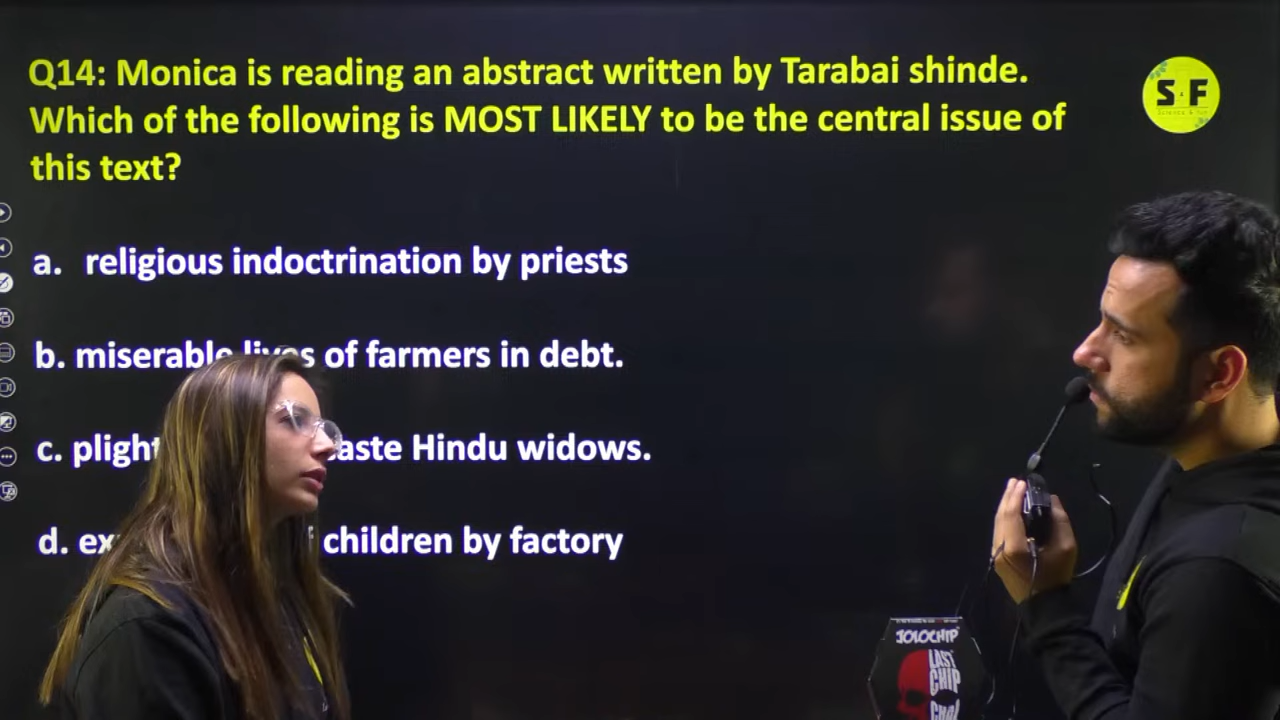 Q14: Monica is reading an abstract written by Tarabai shinde.
Which of the following is MOST LIKELY to be the central issue of
this text?
S F
a. religious indoctrination by priests
b. miserable lives of farmers in debt.
c. plight aste Hindu widows.
d. ex children by factory
JOLOCHIP
LAST
CHIP